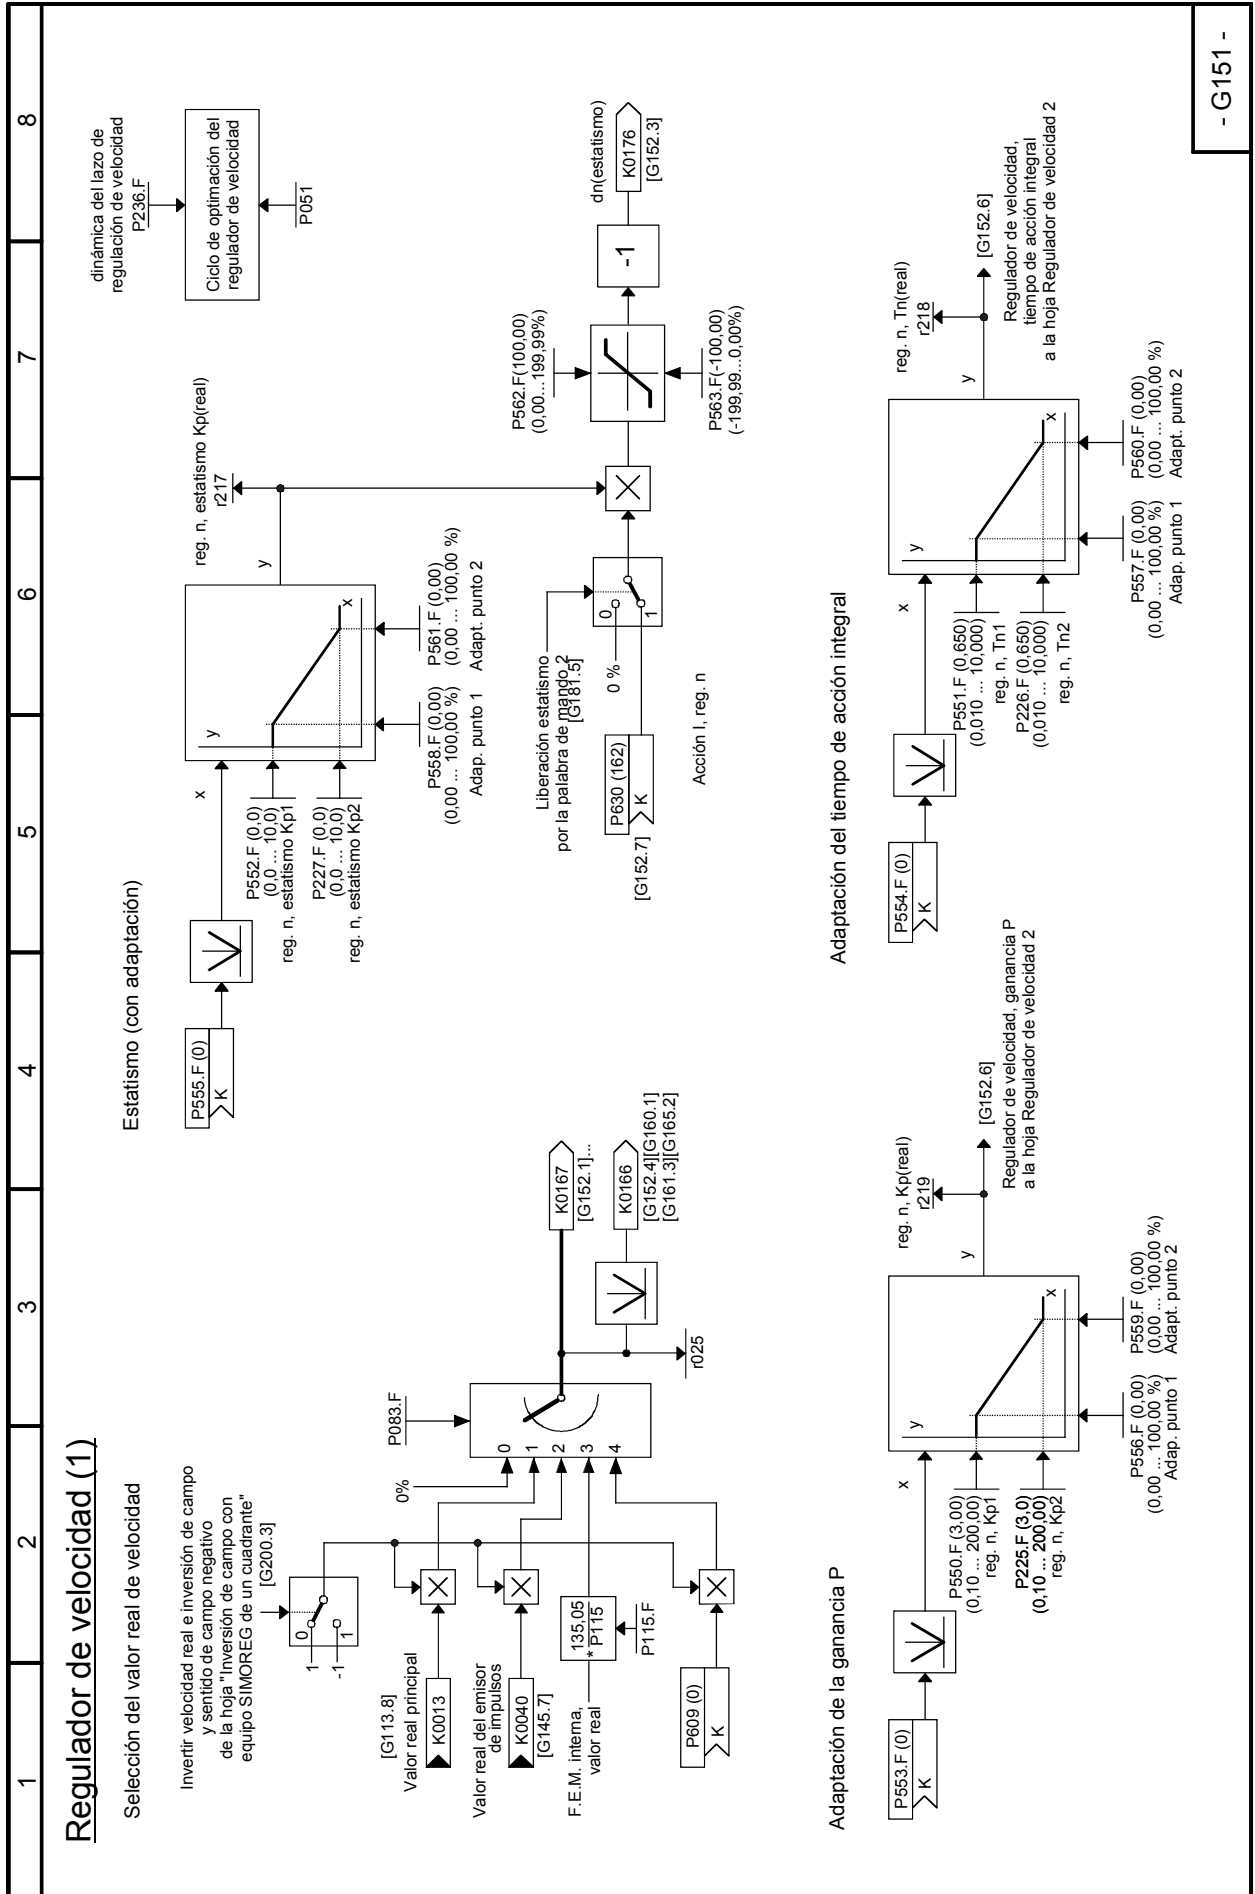 1
2
3
4
5
6
7
8
Regulador de velocidad (1)
Selección del valor real de velocidad
Invertir velocidad real e inversión de campo
y sentido de campo negativo
de la hoja "Inversión de campo con
equipo SIMOREG de un cuadrante"
[G200.3]
1
0
-1
1
[G113.8]
Valor real principal
K0013
Valor real del emisor
de impulsos
K0040
[G145.7]
F.E.M. interna,
valor real
* 135,05
P115
P115.F
P609 (0)
K
0%
P083.F
0
1
2
3
4
r025
K0167
[G152.1]...
K0166
[G152.4][G160.1]
[G161.3][G165.2]
Estatismo (con adaptación)
P555.F (0)
K
x
P552.F (0,0)
(0,0 ... 10,0)
reg. n, estatismo Kp1
P227.F (0,0)
(0,0 ... 10,0)
reg. n, estatismo Kp2
y
x
P558.F (0,00)
(0,00 ... 100,00 %)
Adap. punto 1
P561.F (0,00)
(0,00 ... 100,00 %)
Adapt. punto 2
y
reg. n, estatismo Kp(real)
r217
Liberación estatismo
por la palabra de mando 2
[G181.5]
0 %
0
1
P630 (162)
K
[G152.7]
Acción I, reg. n
P562.F(100,00)
(0,00...199,99%)
P563.F(-100,00)
(-199,99...0,00%)
-1
dn(estatismo)
K0176
[G152.3]
dinámica del lazo de
regulación de velocidad
P236.F
Ciclo de optimación del
regulador de velocidad
P051
Adaptación de la ganancia P
P553.F (0)
K
x
P550.F (3,00)
(0,10 ... 200,00)
reg. n, Kp1
P225.F (3,0)
(0,10 ... 200,00)
reg. n, Kp2
y
x
P556.F (0,00)
(0,00 ... 100,00 %)
Adap. punto 1
P559.F (0,00)
(0,00 ... 100,00 %)
Adapt. punto 2
y
reg. n, Kp(real)
r219
[G152.6]
Regulador de velocidad, ganancia P
a la hoja Regulador de velocidad 2
Adaptación del tiempo de acción integral
P554.F (0)
K
x
P551.F (0,650)
(0,010 ... 10,000)
reg. n, Tn1
P226.F (0,650)
(0,010 ... 10,000)
reg. n, Tn2
y
x
P557.F (0,00)
(0,00 ... 100,00 %)
Adap. punto 1
P560.F (0,00)
(0,00 ... 100,00 %)
Adapt. punto 2
y
reg. n, Tn(real)
r218
[G152.6]
Regulador de velocidad,
tiempo de acción integral
a la hoja Regulador de velocidad 2
- G151 -